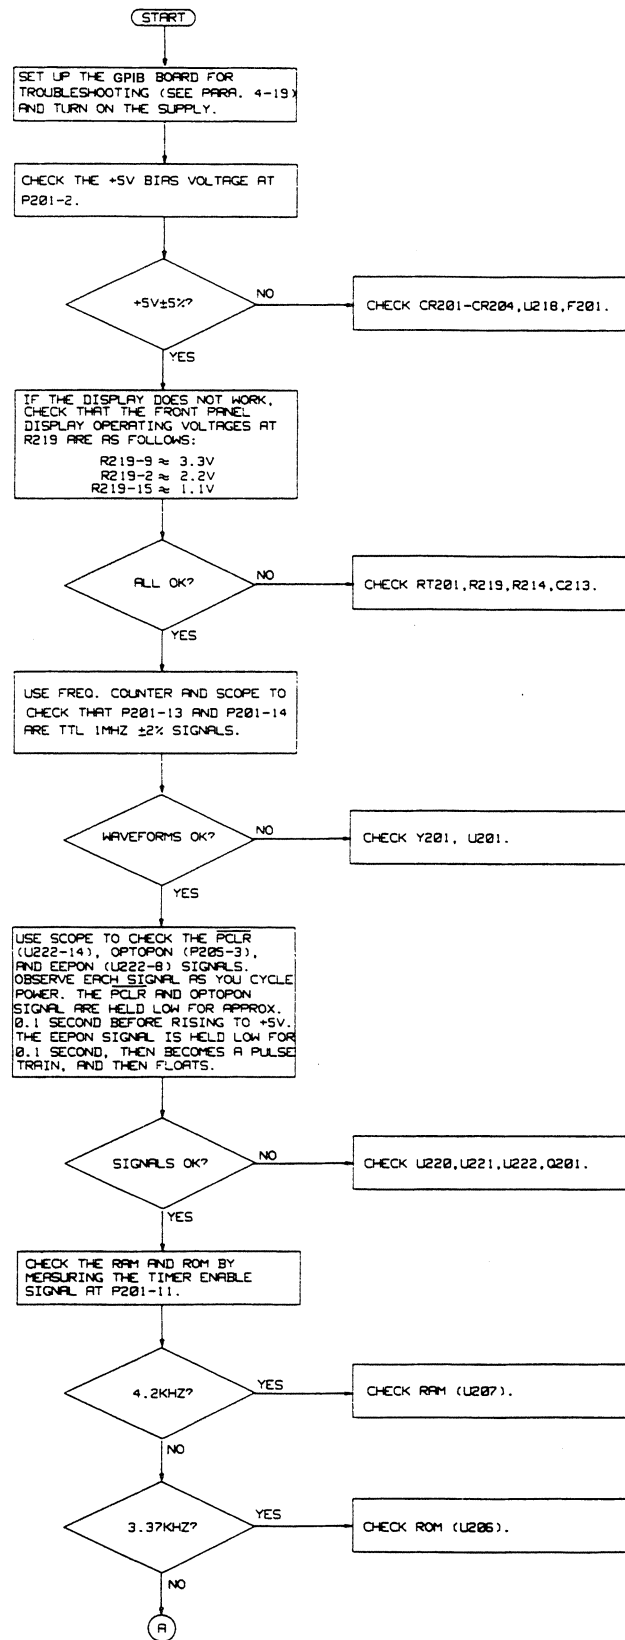 START
SET UP THE GPIB BOARD FOR
TROUBLESHOOTING (SEE PARA. 4-19)
AND TURN ON THE SUPPLY.
CHECK THE +5V BIAS VOLTAGE AT
P201-2.
+5V±5%?
NO
CHECK CR201-CR204,U218,F201.
YES
IF THE DISPLAY DOES NOT WORK,
CHECK THAT THE FRONT PANEL
DISPLAY OPERATING VOLTAGES AT
R219 ARE AS FOLLOWS:
R219-9 ≈ 3.3V
R219-2 ≈ 2.2V
R219-15 ≈ 1.1V
ALL OK?
NO
CHECK RT201,R219,R214,C213.
YES
USE FREQ. COUNTER AND SCOPE TO
CHECK THAT P201-13 AND P201-14
ARE TTL 1MHZ ±2% SIGNALS.
WAVEFORMS OK?
NO
CHECK Y201, U201.
YES
USE SCOPE TO CHECK THE PCLR
(U222-14), OPTOPON (P205-3),
AND EEPON (U222-8) SIGNALS.
OBSERVE EACH SIGNAL AS YOU CYCLE
POWER. THE PCLR AND OPTOPON
SIGNAL ARE HELD LOW FOR APPROX.
0.1 SECOND BEFORE RISING TO +5V.
THE EEPON SIGNAL IS HELD LOW FOR
0.1 SECOND, THEN BECOMES A PULSE
TRAIN, AND THEN FLOATS.
SIGNALS OK?
NO
CHECK U220,U221,U222,Q201.
YES
CHECK THE RAM AND ROM BY
MEASURING THE TIMER ENABLE
SIGNAL AT P201-11.
4.2KHZ?
YES
CHECK RAM (U207).
NO
3.37KHZ?
YES
CHECK ROM (U206).
NO
A